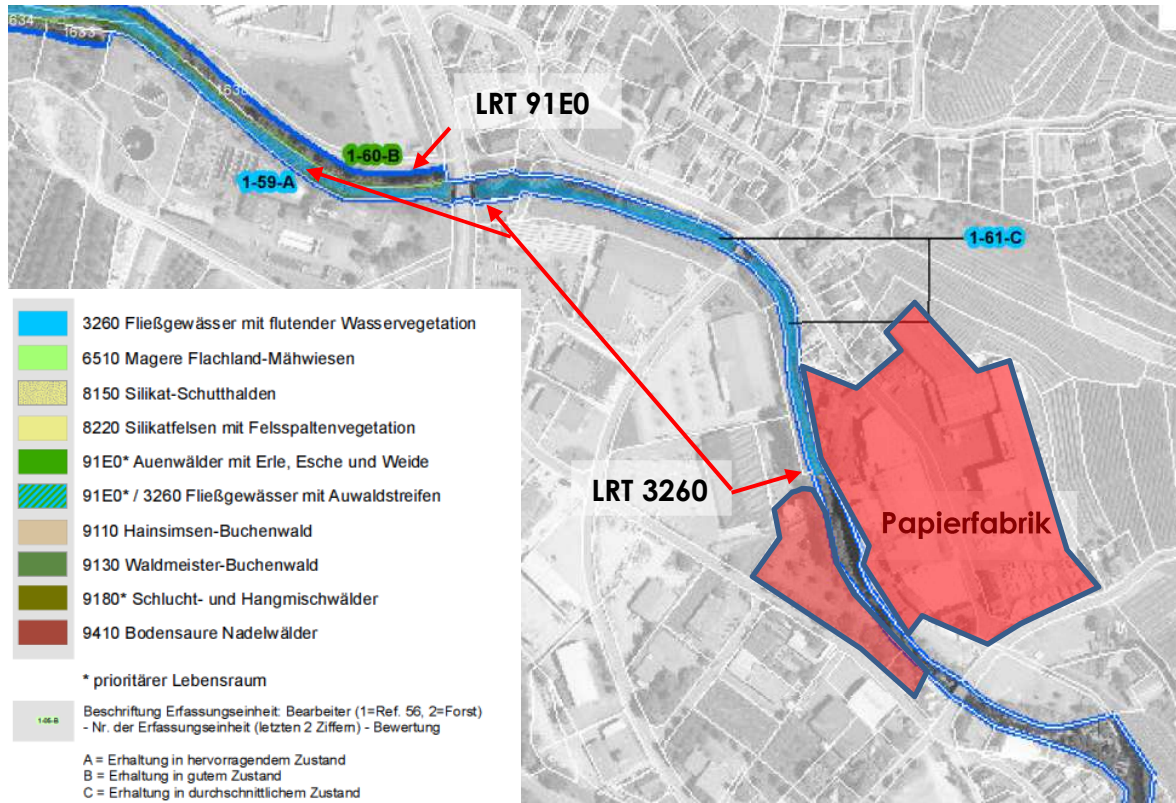 1634
1633
1638
LRT 91E0
1-60-B
1-59-A
1-61-C
LRT 3260
Papierfabrik
3260 Fließgewässer mit flutender Wasservegetation
6510 Magere Flachland-Mähwiesen
8150 Silikat-Schutthalden
8220 Silikatfelsen mit Felsspaltenvegetation
91E0* Auenwälder mit Erle, Esche und Weide
91E0* / 3260 Fließgewässer mit Auwaldstreifen
9110 Hainsimsen-Buchenwald
9130 Waldmeister-Buchenwald
9180* Schlucht- und Hangmischwälder
9410 Bodensaure Nadelwälder
* prioritärer Lebensraum
Beschriftung Erfassungseinheit: Bearbeiter (1=Ref. 56, 2=Forst)
- Nr. der Erfassungseinheit (letzten 2 Ziffern) - Bewertung
A = Erhaltung in hervorragendem Zustand
B = Erhaltung in gutem Zustand
C = Erhaltung in durchschnittlichem Zustand